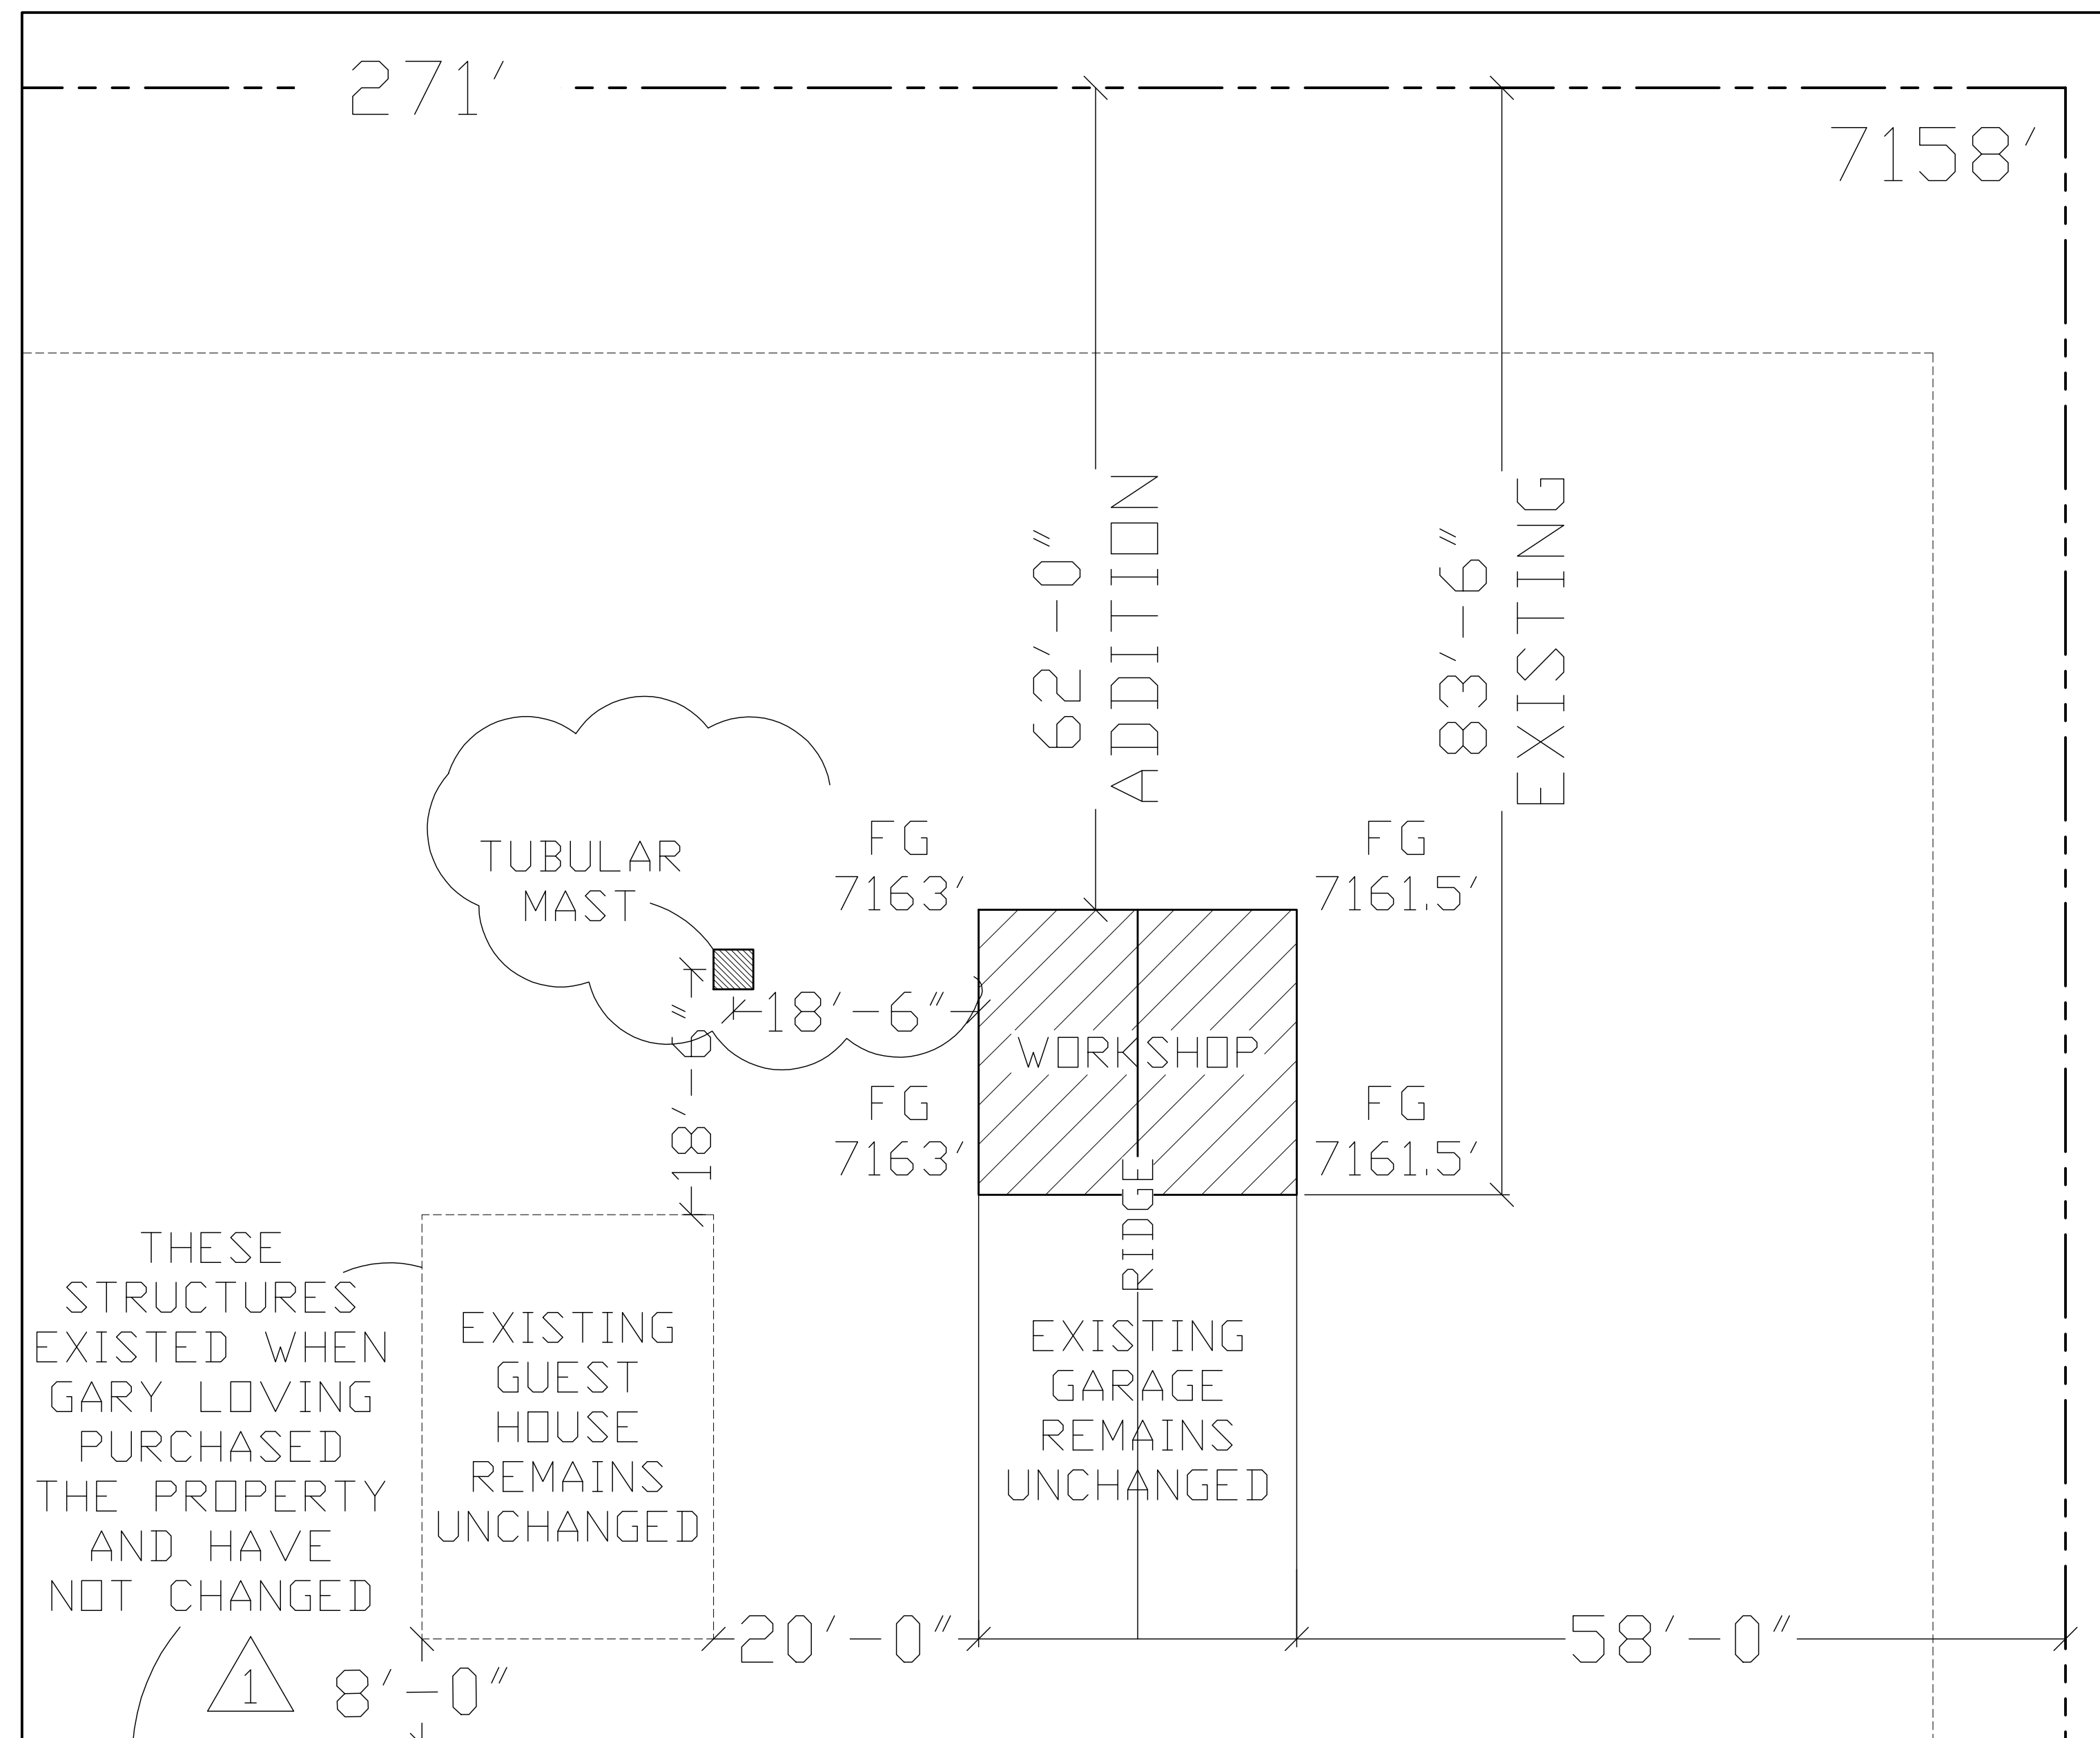 271'
7158'
62'-0"
ADDITION
83'-6"
EXISTING
TUBULAR
MAST
FG
7163'
FG
7161.5'
18'-6"
18'-6"
WORKSHOP
FG
7163'
FG
7161.5'
RIDGE
THESE
STRUCTURES
EXISTED WHEN
GARY LOVING
PURCHASED
THE PROPERTY
AND HAVE
NOT CHANGED
EXISTING
GUEST
HOUSE
REMAINS
UNCHANGED
EXISTING
GARAGE
REMAINS
UNCHANGED
20'-0"
58'-0"
1
8'-0"